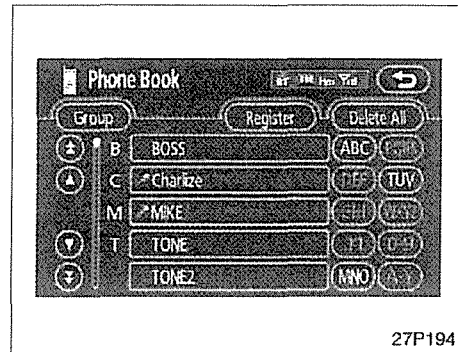 Phone Book
Group Register Delete All
B BOSS ABC
C Charlize TUV
M MIKE
T TONE
TONE2 MNO
27P194